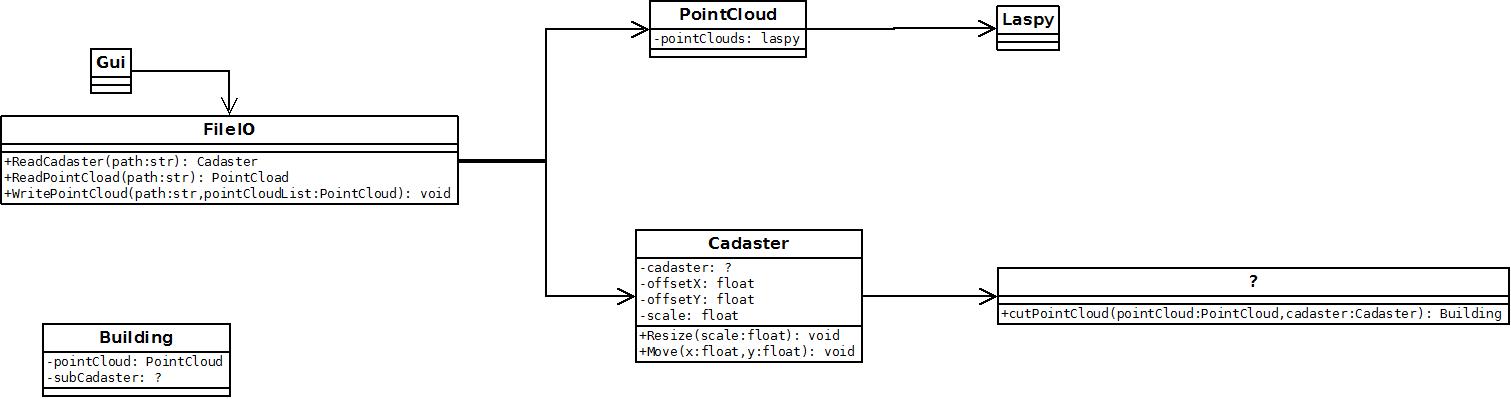 Gui
FileIO
+ReadCadaster(path:str): Cadaster
+ReadPointCload(path:str): PointCload
+WritePointCloud(path:str,pointCloudList:PointCloud): void
PointCloud
-pointClouds: laspy
Laspy
Cadaster
-cadaster: ?
-offsetX: float
-offsetY: float
-scale: float
+Resize(scale:float): void
+Move(x:float,y:float): void
?
+cutPointCloud(pointCloud:PointCloud,cadaster:Cadaster): Building
Building
-pointCloud: PointCloud
-subCadaster: ?